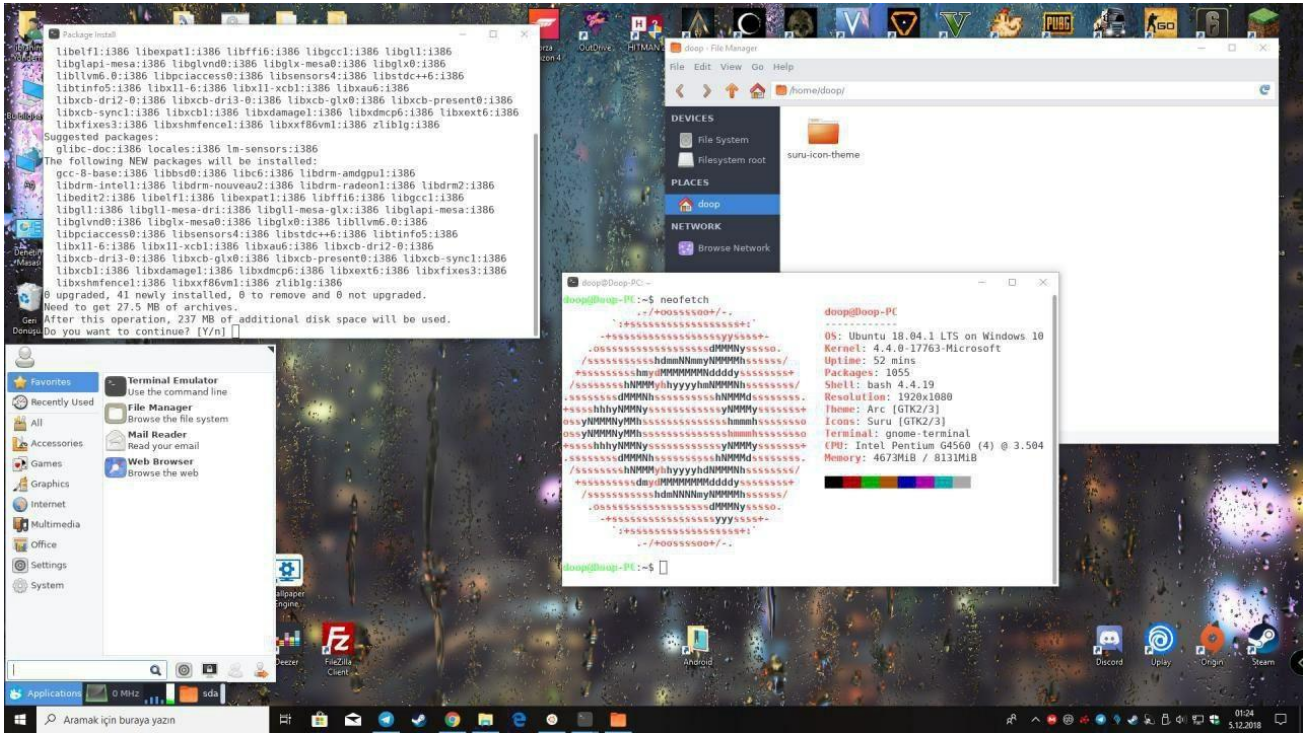 Package Install
libelf1:i386 libexpat1:i386 libffi6:i386 libgcc1:i386 libgl1:i386
libglapi-mesa:i386 libglvnd0:i386 libglx-mesa0:i386 libglx0:i386
libllvm6.0:i386 libpciaccess0:i386 libsensors4:i386 libstdc++6:i386
libtinfo5:i386 libx11-6:i386 libx11-xcb1:i386 libxau6:i386
libxcb-dri2-0:i386 libxcb-dri3-0:i386 libxcb-glx0:i386 libxcb-present0:i386
libxcb-sync1:i386 libxcb1:i386 libxdamage1:i386 libxdmcp6:i386 libxext6:i386
libxfixes3:i386 libxshmfence1:i386 libxxf86vm1:i386 zlib1g:i386
Suggested packages:
glibc-doc:i386 locales:i386 lm-sensors:i386
The following NEW packages will be installed:
gcc-8-base:i386 libbsd0:i386 libc6:i386 libdrm-amdgpu1:i386
libdrm-intel1:i386 libdrm-nouveau2:i386 libdrm-radeon1:i386 libdrm2:i386
libedit2:i386 libelf1:i386 libexpat1:i386 libffi6:i386 libgcc1:i386
libgl1:i386 libgl1-mesa-dri:i386 libgl1-mesa-glx:i386 libglapi-mesa:i386
libglvnd0:i386 libglx-mesa0:i386 libglx0:i386 libllvm6.0:i386
libpciaccess0:i386 libsensors4:i386 libstdc++6:i386 libtinfo5:i386
libx11-6:i386 libx11-xcb1:i386 libxau6:i386 libxcb-dri2-0:i386
libxcb-dri3-0:i386 libxcb-glx0:i386 libxcb-present0:i386 libxcb-sync1:i386
libxcb1:i386 libxdamage1:i386 libxdmcp6:i386 libxext6:i386 libxfixes3:i386
libxshmfence1:i386 libxxf86vm1:i386 zlib1g:i386
0 upgraded, 41 newly installed, 0 to remove and 0 not upgraded.
Need to get 27.5 MB of archives.
After this operation, 237 MB of additional disk space will be used.
Do you want to continue? [Y/n]
OutDrive
HITMAN
PUBG
doop - File Manager
File Edit View Go Help
/home/doop/
DEVICES
File System
Filesystem root
PLACES
doop
NETWORK
Browse Network
suru-icon-theme
doop@Doop-PC: ~
doop@Doop-PC:~$ neofetch
doop@Doop-PC
------------
OS: Ubuntu 18.04.1 LTS on Windows 10
Kernel: 4.4.0-17763-Microsoft
Uptime: 52 mins
Packages: 1055
Shell: bash 4.4.19
Resolution: 1920x1080
Theme: Arc [GTK2/3]
Icons: Suru [GTK2/3]
Terminal: gnome-terminal
CPU: Intel Pentium G4560 (4) @ 3.504
Memory: 4673MiB / 8131MiB
doop@Doop-PC:~$
Geri
Dönüşü
Favorites
Recently Used
All
Accessories
Games
Graphics
Internet
Multimedia
Office
Settings
System
Terminal Emulator
Use the command line
File Manager
Browse the file system
Mail Reader
Read your email
Web Browser
Browse the web
Applications
0 MHz
sda
Engine
Deezer
FileZilla
Client
Android
Discord
Uplay
Origin
Steam
Aramak için buraya yazın
01:24
5.12.2018